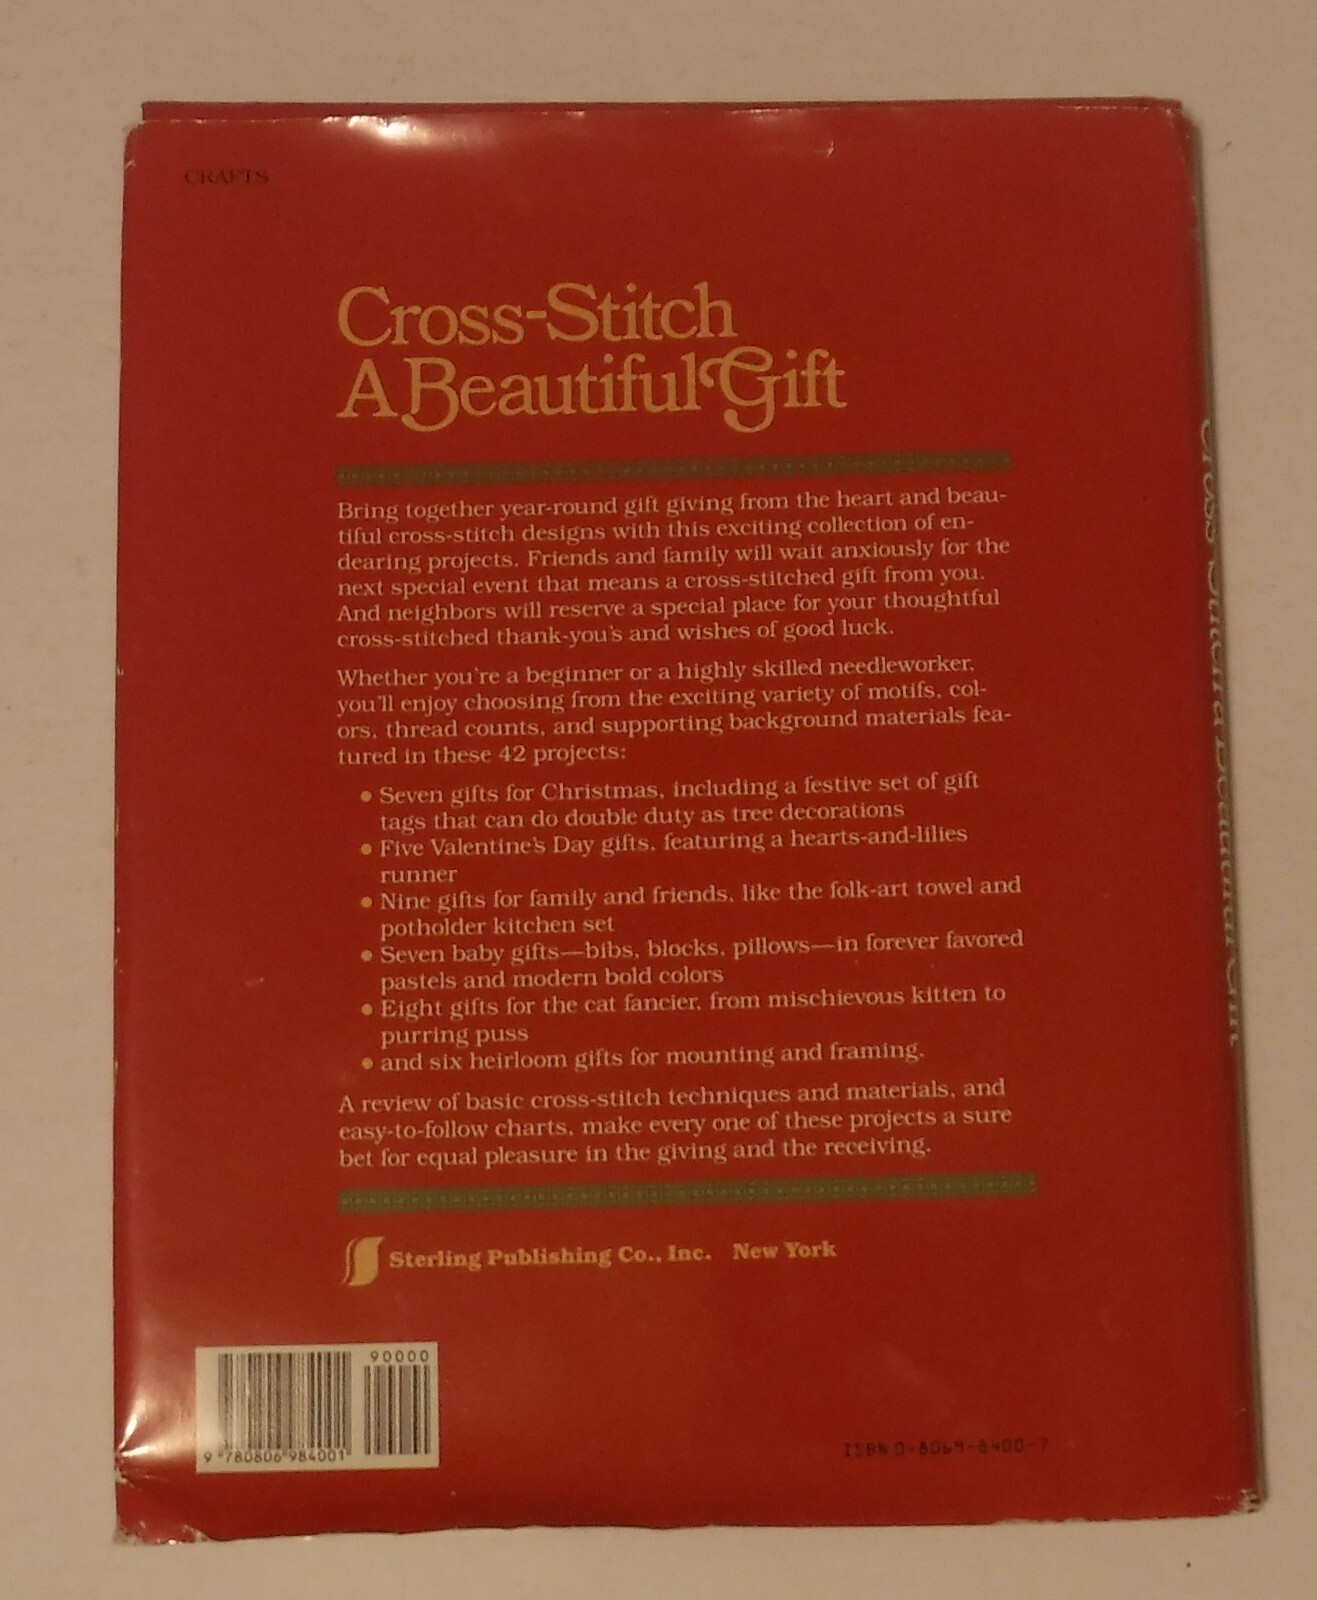 CRAFTS
Cross-Stitch
A Beautiful Gift
Bring together year-round gift giving from the heart and beau-
tiful cross-stitch designs with this exciting collection of en-
dearing projects. Friends and family will wait anxiously for the
next special event that means a cross-stitched gift from you.
And neighbors will reserve a special place for your thoughtful
cross-stitched thank-you's and wishes of good luck.
Whether you're a beginner or a highly skilled needleworker,
you'll enjoy choosing from the exciting variety of motifs, col-
ors, thread counts, and supporting background materials fea-
tured in these 42 projects:
• Seven gifts for Christmas, including a festive set of gift
tags that can do double duty as tree decorations
• Five Valentine's Day gifts, featuring a hearts-and-lilies
runner
• Nine gifts for family and friends, like the folk-art towel and
potholder kitchen set
• Seven baby gifts—bibs, blocks, pillows—in forever favored
pastels and modern bold colors
• Eight gifts for the cat fancier, from mischievous kitten to
purring puss
• and six heirloom gifts for mounting and framing.
A review of basic cross-stitch techniques and materials, and
easy-to-follow charts, make every one of these projects a sure
bet for equal pleasure in the giving and the receiving.
Sterling Publishing Co., Inc. New York
90000
9 780806 984001
ISBN 0-8069-8400-7
Cross-Stitch a Beautiful Gift